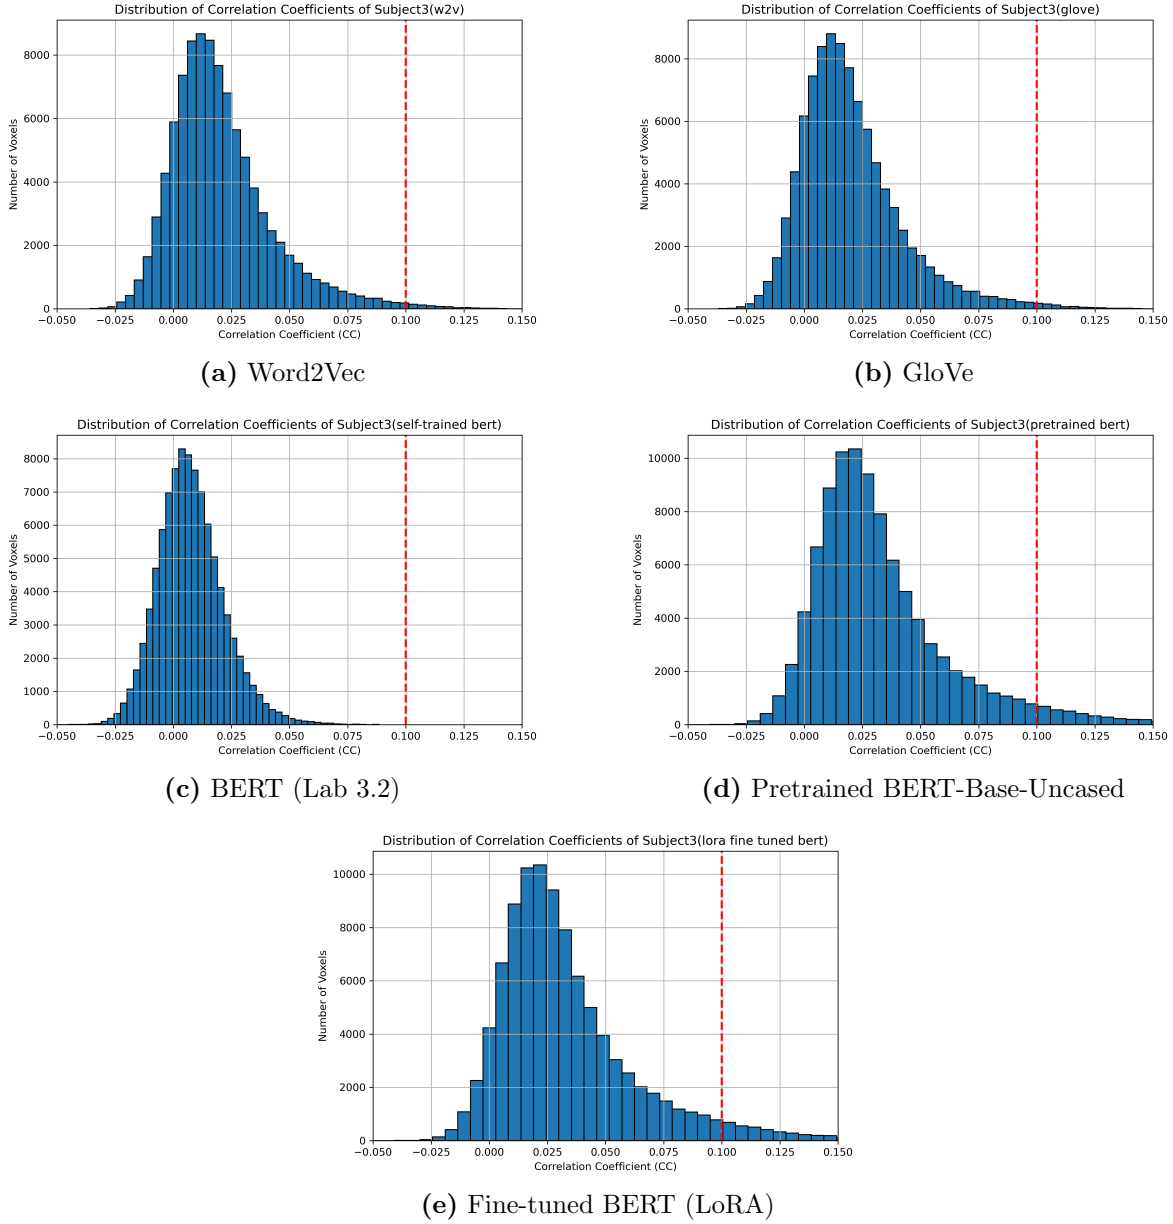 Distribution of Correlation Coefficients of Subject3(w2v)
Number of Voxels
8000
6000
4000
2000
0
−0.050 −0.025 0.000 0.025 0.050 0.075 0.100 0.125 0.150
Correlation Coefficient (CC)
(a) Word2Vec
Distribution of Correlation Coefficients of Subject3(glove)
Number of Voxels
8000
6000
4000
2000
0
−0.050 −0.025 0.000 0.025 0.050 0.075 0.100 0.125 0.150
Correlation Coefficient (CC)
(b) GloVe
Distribution of Correlation Coefficients of Subject3(self-trained bert)
Number of Voxels
8000
7000
6000
5000
4000
3000
2000
1000
0
−0.050 −0.025 0.000 0.025 0.050 0.075 0.100 0.125 0.150
Correlation Coefficient (CC)
(c) BERT (Lab 3.2)
Distribution of Correlation Coefficients of Subject3(pretrained bert)
Number of Voxels
10000
8000
6000
4000
2000
0
−0.050 −0.025 0.000 0.025 0.050 0.075 0.100 0.125 0.150
Correlation Coefficient (CC)
(d) Pretrained BERT-Base-Uncased
Distribution of Correlation Coefficients of Subject3(lora fine tuned bert)
Number of Voxels
10000
8000
6000
4000
2000
0
−0.050 −0.025 0.000 0.025 0.050 0.075 0.100 0.125 0.150
Correlation Coefficient (CC)
(e) Fine-tuned BERT (LoRA)